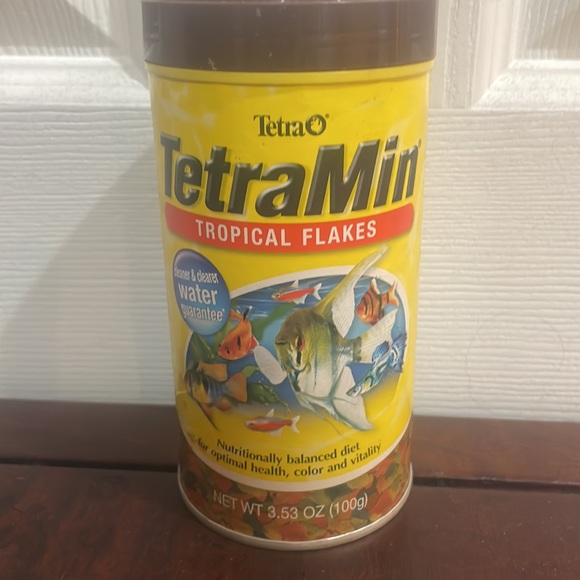 Tetra
TetraMin
TROPICAL FLAKES
cleaner & clearer
water
guarantee
Nutritionally balanced diet
for optimal health, color and vitality
NET WT 3.53 OZ (100g)